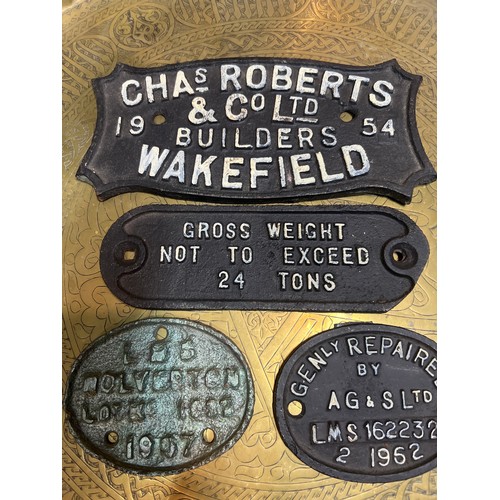 CHAS ROBERTS
& CO LTD
19 54
BUILDERS
WAKEFIELD
GROSS WEIGHT
NOT TO EXCEED
24 TONS
WOLVERTON
1907
GENLY REPAIRED
BY
AG & S LTD
LMS 162232
2 1962